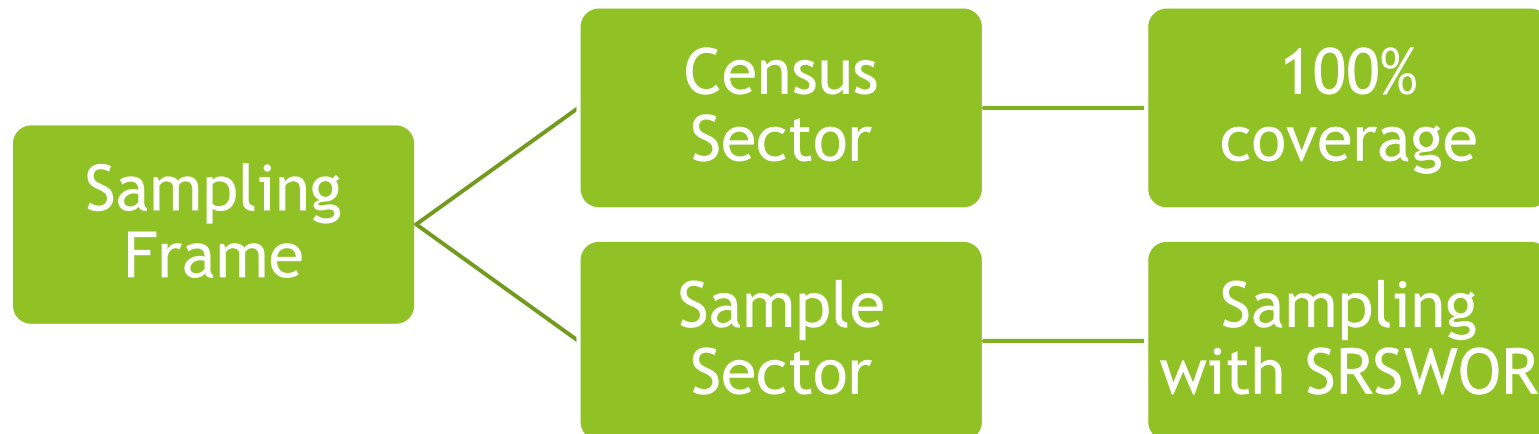 Sampling
Frame
Census
Sector
100%
coverage
Sample
Sector
Sampling
with SRSWOR